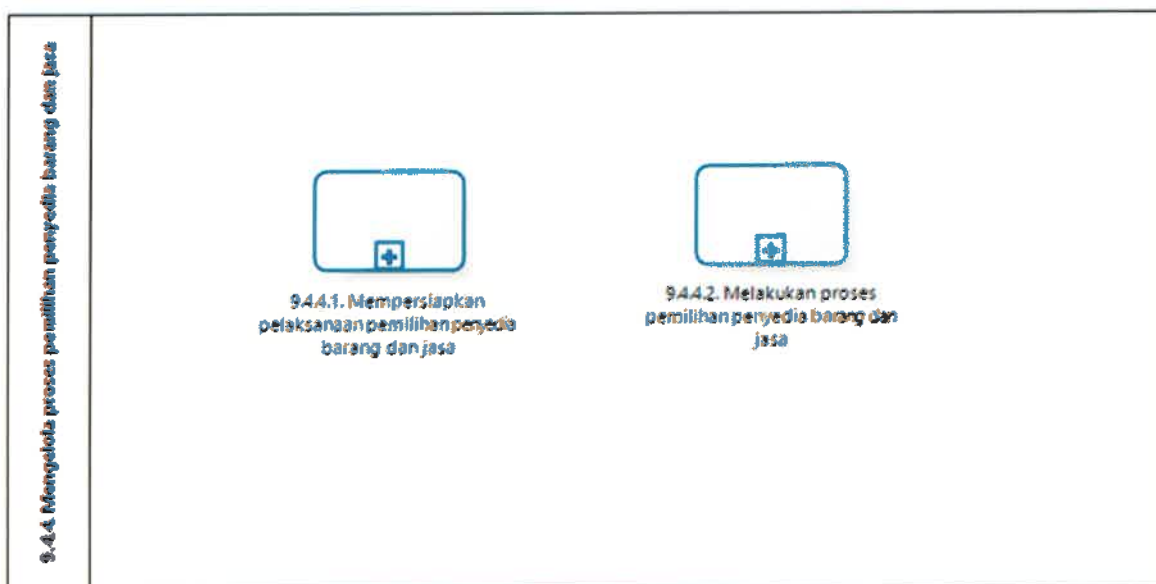 9.4.4. Mengelola proses pemilihan penyedia barang dan jasa
9.4.4.1. Mempersiapkan
pelaksanaan pemilihan penyedia
barang dan jasa
9.4.4.2. Melakukan proses
pemilihan penyedia barang dan
jasa